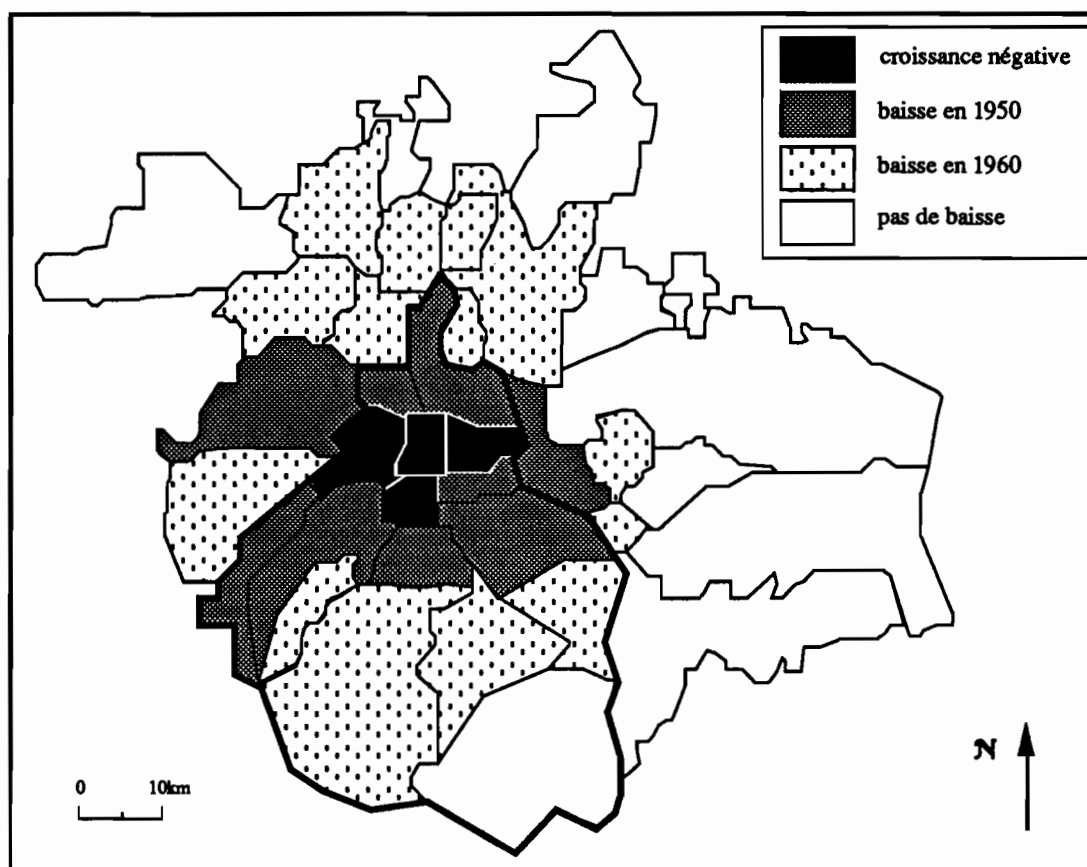 croissance négative
baisse en 1950
baisse en 1960
pas de baisse
N
0 10km